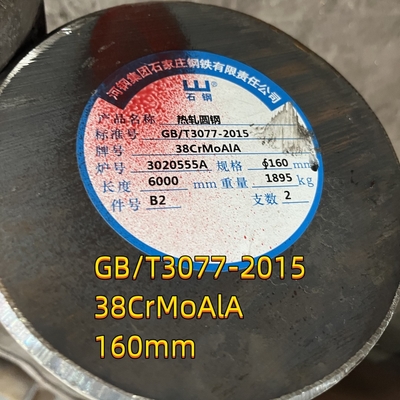 河钢集团石家庄钢铁有限责任公司
石钢
产品名称 热轧圆钢
标准号 GB/T3077-2015
牌号 38CrMoAlA
炉号 3020555A 规格 ϕ160 mm
长度 6000 mm 重量 1895 kg
件号 B2 支数 2
GB/T3077-2015
38CrMoAlA
160mm